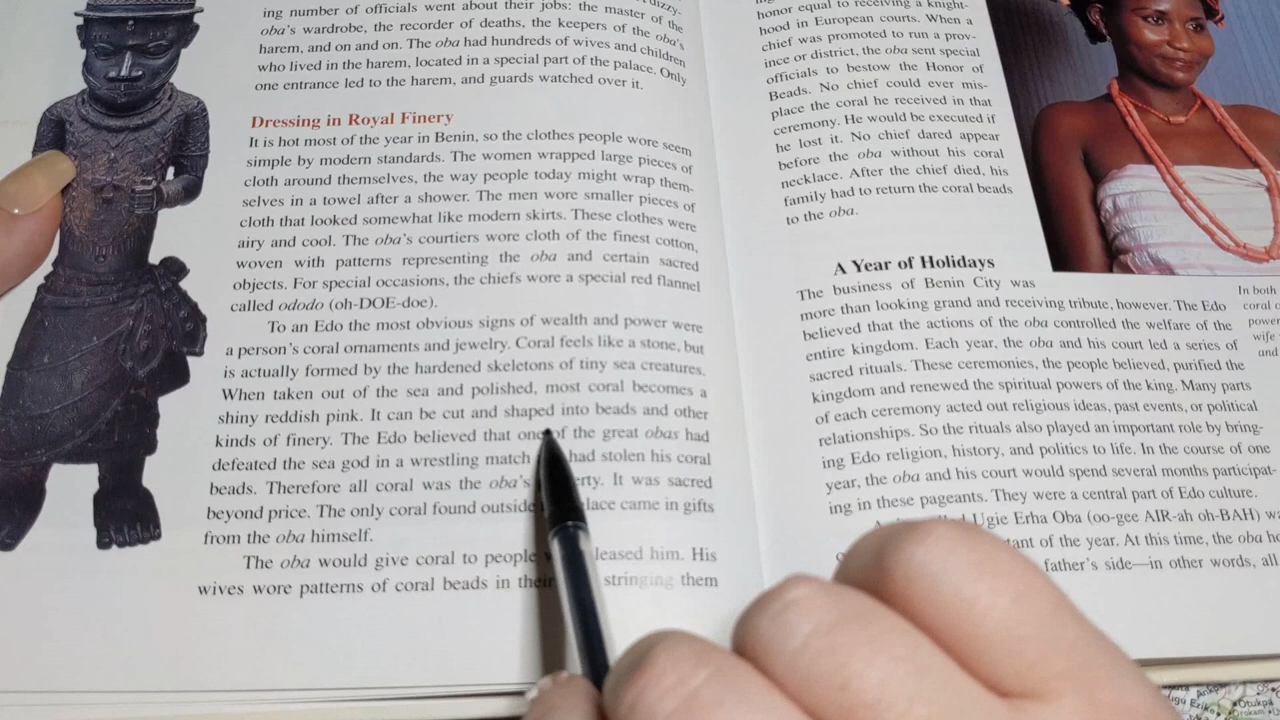 ing number of officials went about their jobs: the master of the
oba's wardrobe, the recorder of deaths, the keepers of the oba's
harem, and on and on. The oba had hundreds of wives and children
who lived in the harem, located in a special part of the palace. Only
one entrance led to the harem, and guards watched over it.
Dressing in Royal Finery
It is hot most of the year in Benin, so the clothes people wore seem
simple by modern standards. The women wrapped large pieces of
cloth around themselves, the way people today might wrap them-
selves in a towel after a shower. The men wore smaller pieces of
cloth that looked somewhat like modern skirts. These clothes were
airy and cool. The oba's courtiers wore cloth of the finest cotton,
woven with patterns representing the oba and certain sacred
objects. For special occasions, the chiefs wore a special red flannel
called ododo (oh-DOE-doe).
To an Edo the most obvious signs of wealth and power were
a person's coral ornaments and jewelry. Coral feels like a stone, but
is actually formed by the hardened skeletons of tiny sea creatures.
When taken out of the sea and polished, most coral becomes a
shiny reddish pink. It can be cut and shaped into beads and other
kinds of finery. The Edo believed that one of the great obas had
defeated the sea god in a wrestling match had stolen his coral
beads. Therefore all coral was the oba's It was sacred
beyond price. The only coral found outside came in gifts
from the oba himself.
The oba would give coral to people him. His
wives wore patterns of coral beads in their stringing them
honor equal to receiving a knight-
hood in European courts. When a
chief was promoted to run a prov-
ince or district, the oba sent special
officials to bestow the Honor of
Beads. No chief could ever mis-
place the coral he received in that
ceremony. He would be executed if
he lost it. No chief dared appear
before the oba without his coral
necklace. After the chief died, his
family had to return the coral beads
to the oba.
A Year of Holidays
The business of Benin City was
more than looking grand and receiving tribute, however. The Edo
believed that the actions of the oba controlled the welfare of the
entire kingdom. Each year, the oba and his court led a series of
sacred rituals. These ceremonies, the people believed, purified the
kingdom and renewed the spiritual powers of the king. Many parts
of each ceremony acted out religious ideas, past events, or political
relationships. So the rituals also played an important role by bring-
ing Edo religion, history, and politics to life. In the course of one
year, the oba and his court would spend several months participat-
ing in these pageants. They were a central part of Edo culture.
Ugie Erha Oba (oo-gee AIR-ah oh-BAH)
of the year. At this time, the oba
father's side—in other words, all
In both
coral
power
wife
and
Otukpa